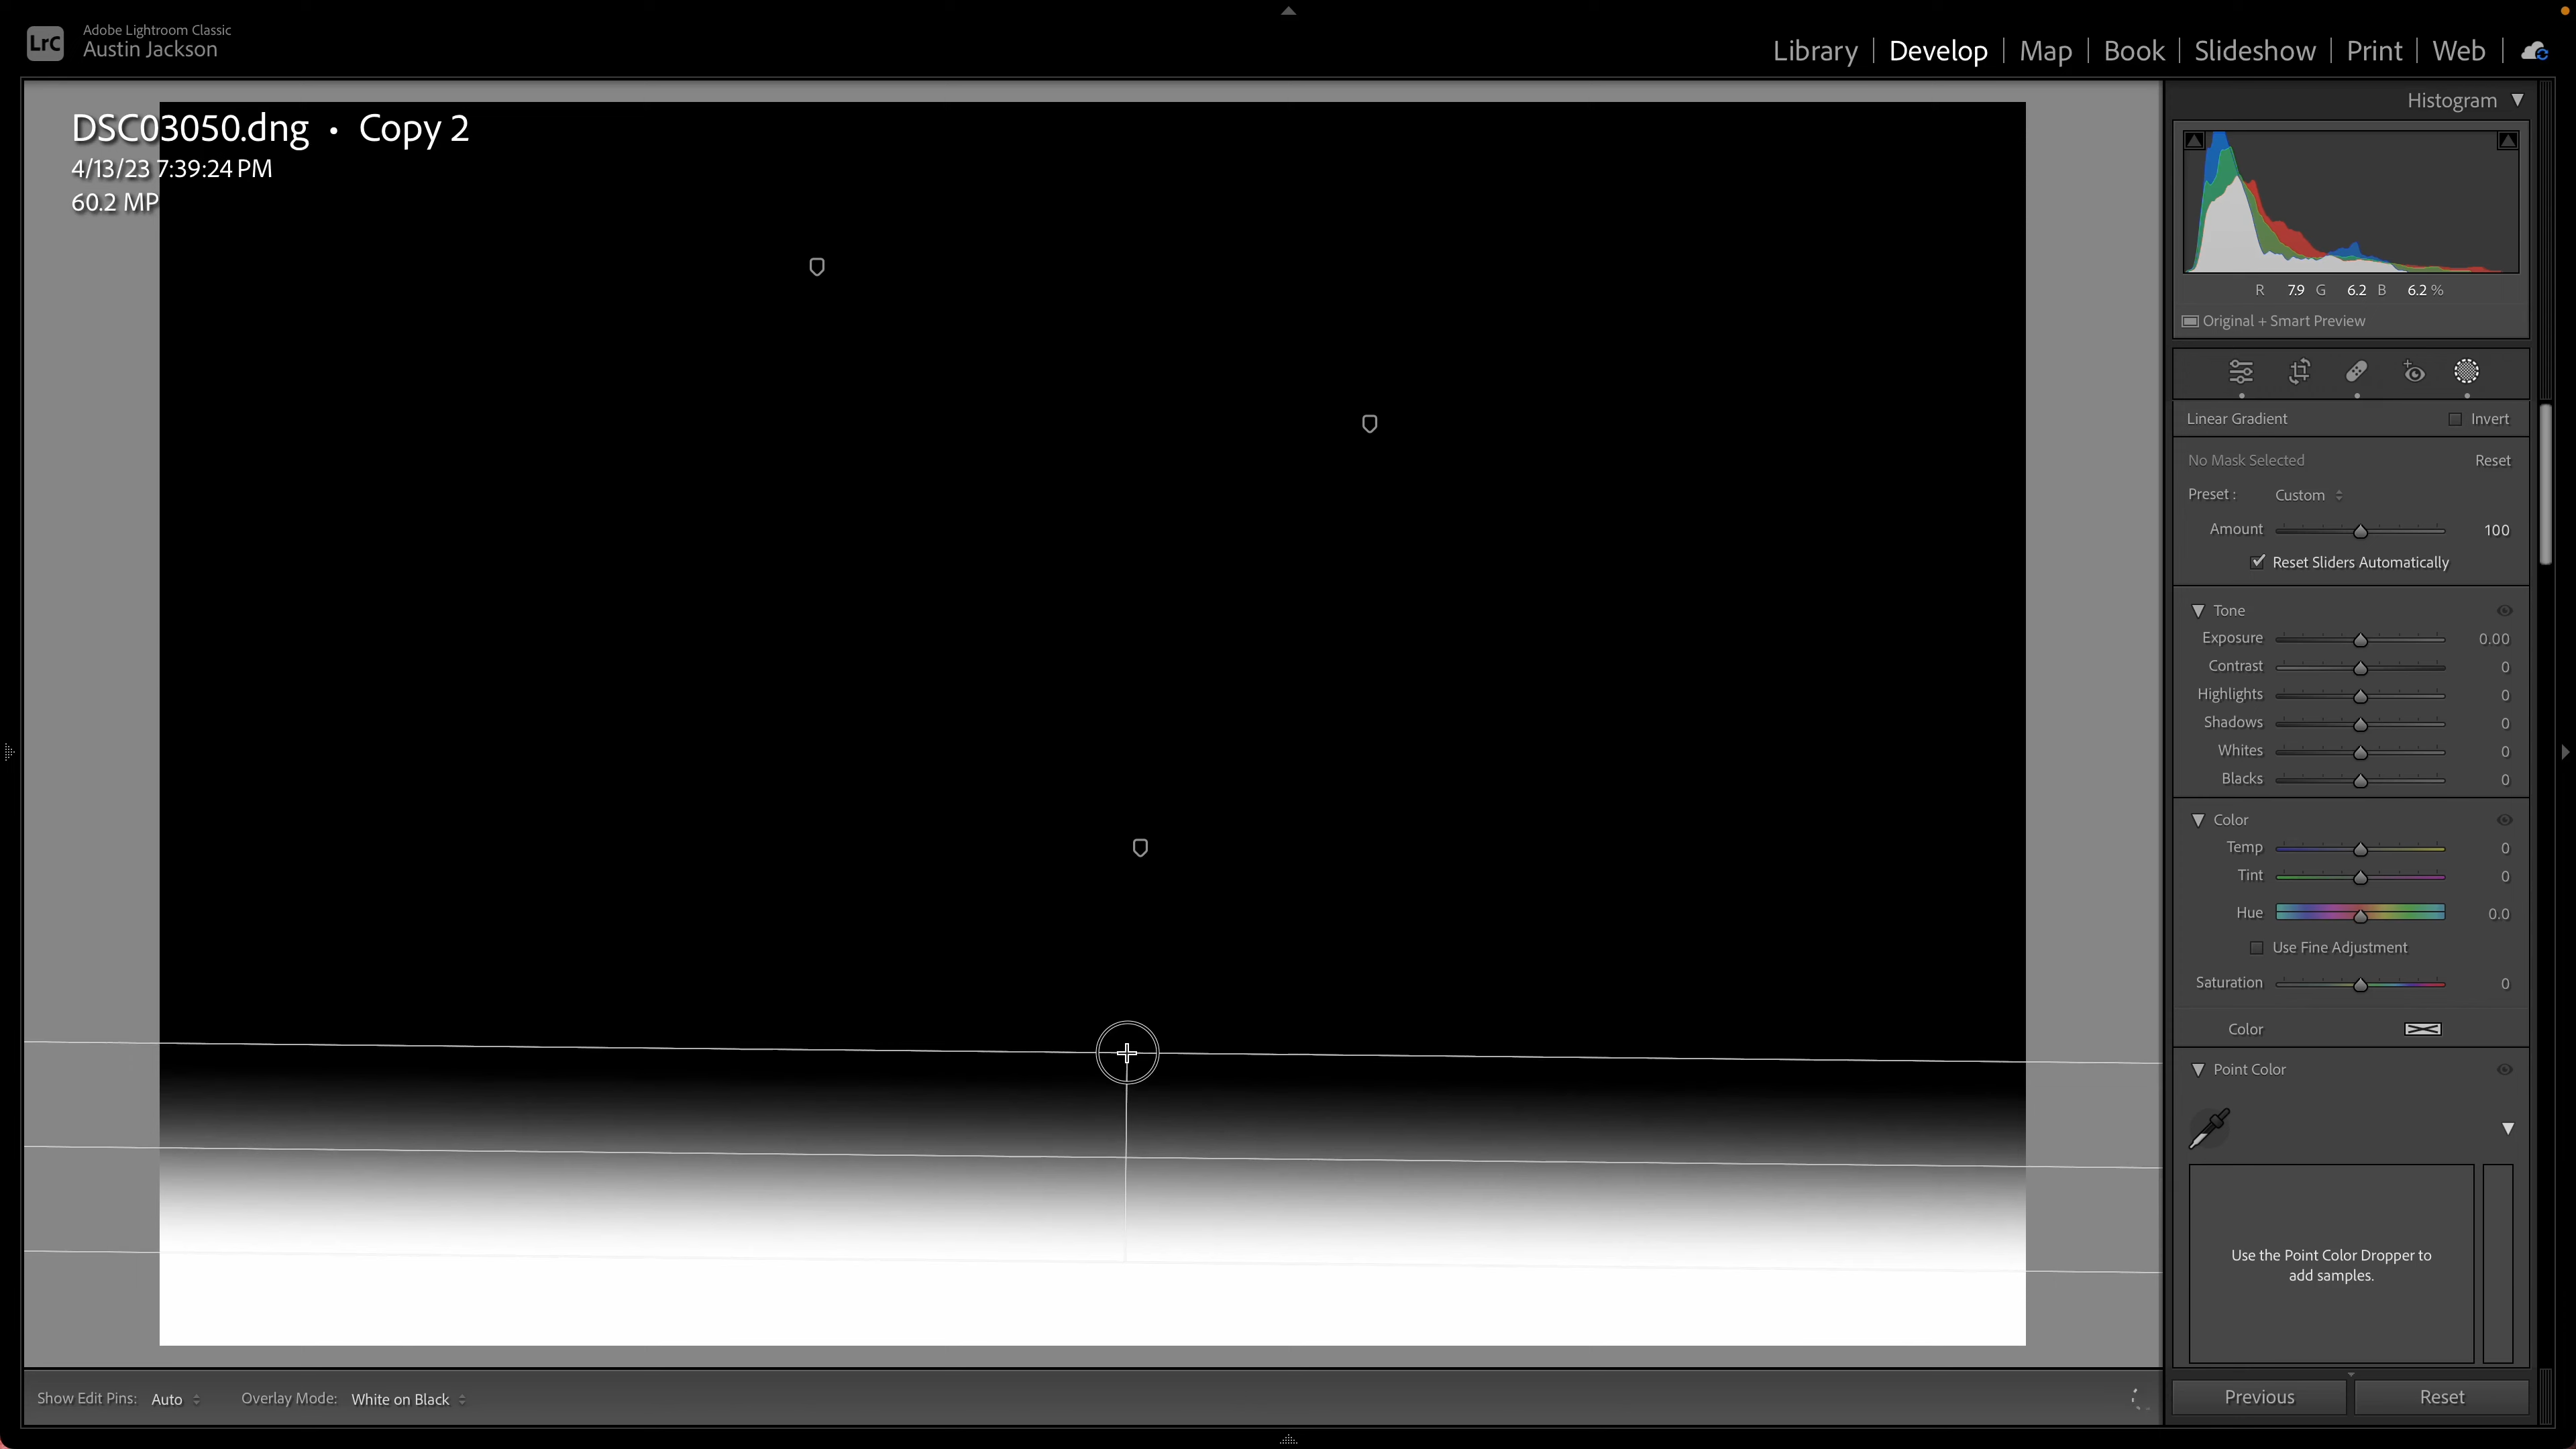 LrC
Adobe Lightroom Classic
Austin Jackson
Library | Develop | Map | Book | Slideshow | Print | Web |
Histogram
DSC03050.dng • Copy 2
4/13/23 7:39:24 PM
60.2 MP
R 7.9 G 6.2 B 6.2 %
Original + Smart Preview
Linear Gradient Invert
No Mask Selected Reset
Preset : Custom
Amount 100
Reset Sliders Automatically
Tone
Exposure 0.00
Contrast 0
Highlights 0
Shadows 0
Whites 0
Blacks 0
Color
Temp 0
Tint 0
Hue 0.0
Use Fine Adjustment
Saturation 0
Color
Point Color
Use the Point Color Dropper to
add samples.
Show Edit Pins: Auto Overlay Mode: White on Black
Previous Reset